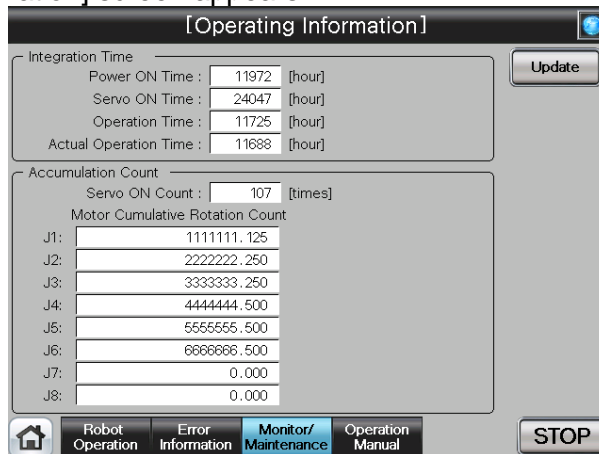 [Operating Information]
Integration Time
Update
Power ON Time : 11972 [hour]
Servo ON Time : 24047 [hour]
Operation Time : 11725 [hour]
Actual Operation Time : 11688 [hour]
Accumulation Count
Servo ON Count : 107 [times]
Motor Cumulative Rotation Count
J1: 1111111.125
J2: 2222222.250
J3: 3333333.250
J4: 4444444.500
J5: 5555555.500
J6: 6666666.500
J7: 0.000
J8: 0.000
Robot Operation
Error Information
Monitor/ Maintenance
Operation Manual
STOP